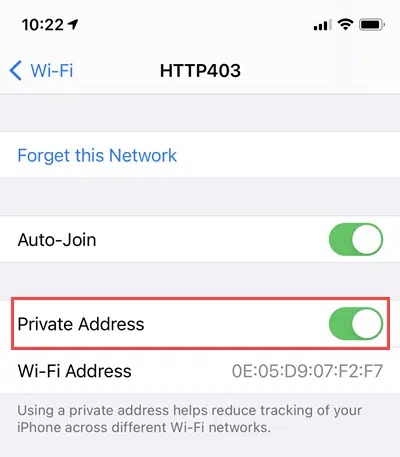 10:22
Wi-Fi HTTP403
Forget this Network
Auto-Join
Private Address
Wi-Fi Address 0E:05:D9:07:F2:F7
Using a private address helps reduce tracking of your
iPhone across different Wi-Fi networks.